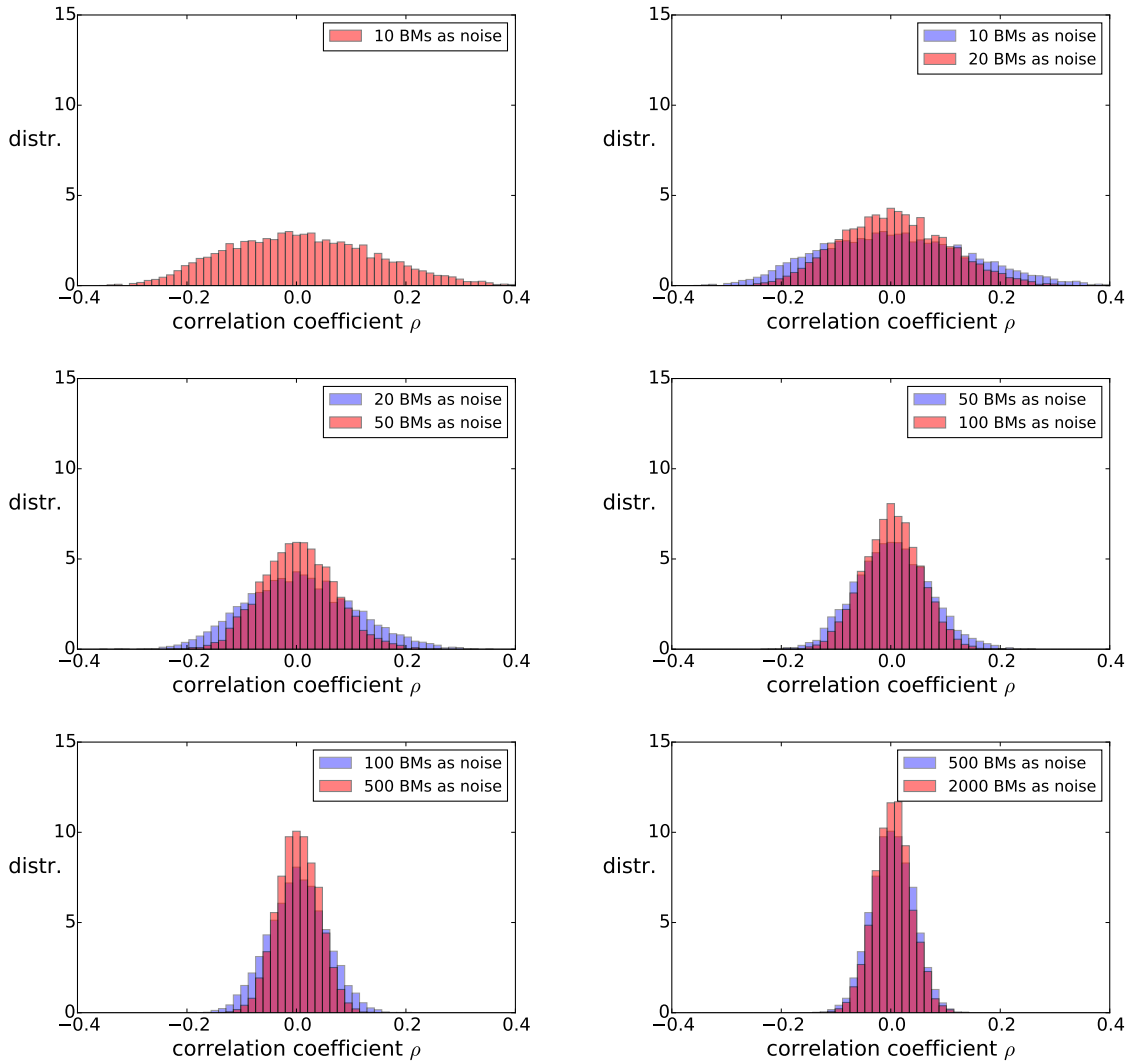 15
10
distr.
5
0
−0.4
−0.2
0.0
0.2
0.4
correlation coefficient ρ
10 BMs as noise
15
10
distr.
5
0
−0.4
−0.2
0.0
0.2
0.4
correlation coefficient ρ
10 BMs as noise
20 BMs as noise
15
10
distr.
5
0
−0.4
−0.2
0.0
0.2
0.4
correlation coefficient ρ
20 BMs as noise
50 BMs as noise
15
10
distr.
5
0
−0.4
−0.2
0.0
0.2
0.4
correlation coefficient ρ
50 BMs as noise
100 BMs as noise
15
10
distr.
5
0
−0.4
−0.2
0.0
0.2
0.4
correlation coefficient ρ
100 BMs as noise
500 BMs as noise
15
10
distr.
5
0
−0.4
−0.2
0.0
0.2
0.4
correlation coefficient ρ
500 BMs as noise
2000 BMs as noise